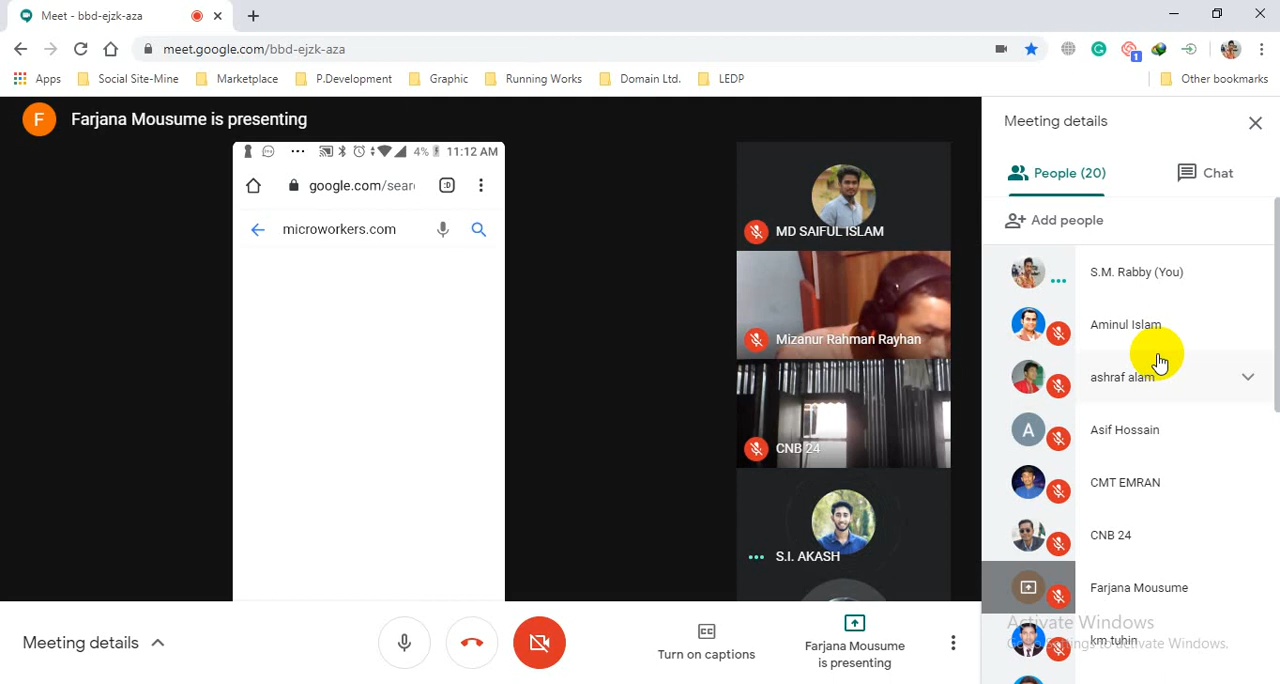 Meet - bbd-ejzk-aza
meet.google.com/bbd-ejzk-aza
1
Apps Social Site-Mine Marketplace P.Development Graphic Running Works Domain Ltd. LEDP Other bookmarks
F Farjana Mousume is presenting
4% 11:12 AM
google.com/sear :D
microworkers.com
MD SAIFUL ISLAM
Mizanur Rahman Rayhan
CNB 24
S.I. AKASH
Meeting details
People (20) Chat
Add people
S.M. Rabby (You)
Aminul Islam
ashraf alam
A Asif Hossain
CMT EMRAN
CNB 24
Farjana Mousume
km tuhin
Activate Windows
Go to Settings to activate Windows.
Meeting details
Turn on captions
Farjana Mousume
is presenting